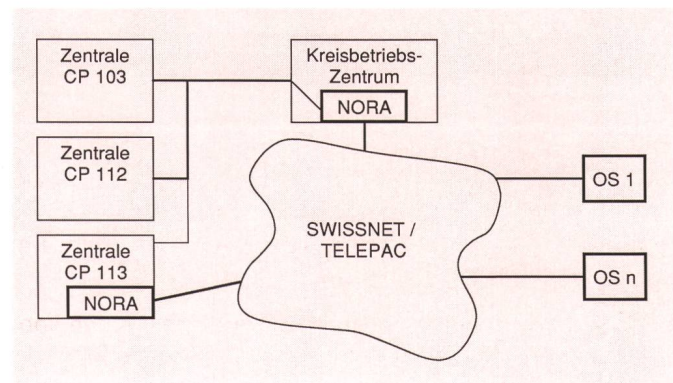 Zentrale
CP 103
Kreisbetriebs-
Zentrum
NORA
Zentrale
CP 112
OS 1
SWISSNET /
TELEPAC
Zentrale
CP 113
NORA
OS n